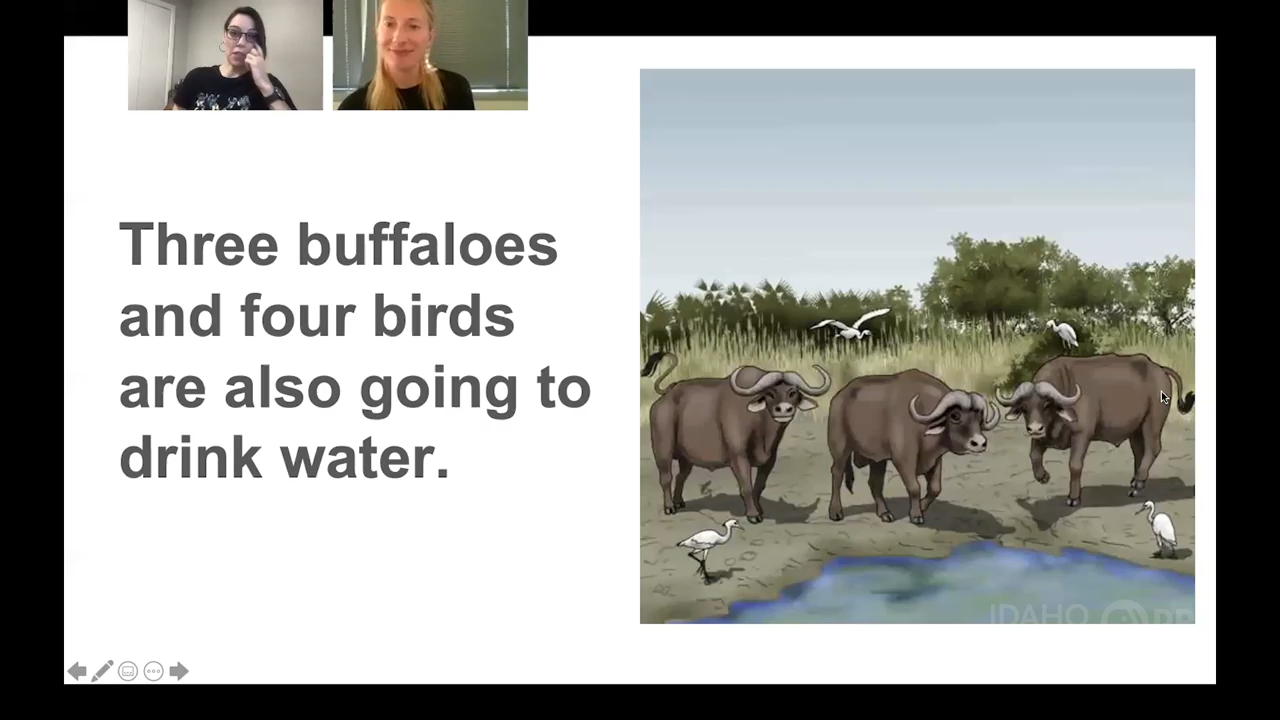 Three buffaloes
and four birds
are also going to
drink water.
IDAHO